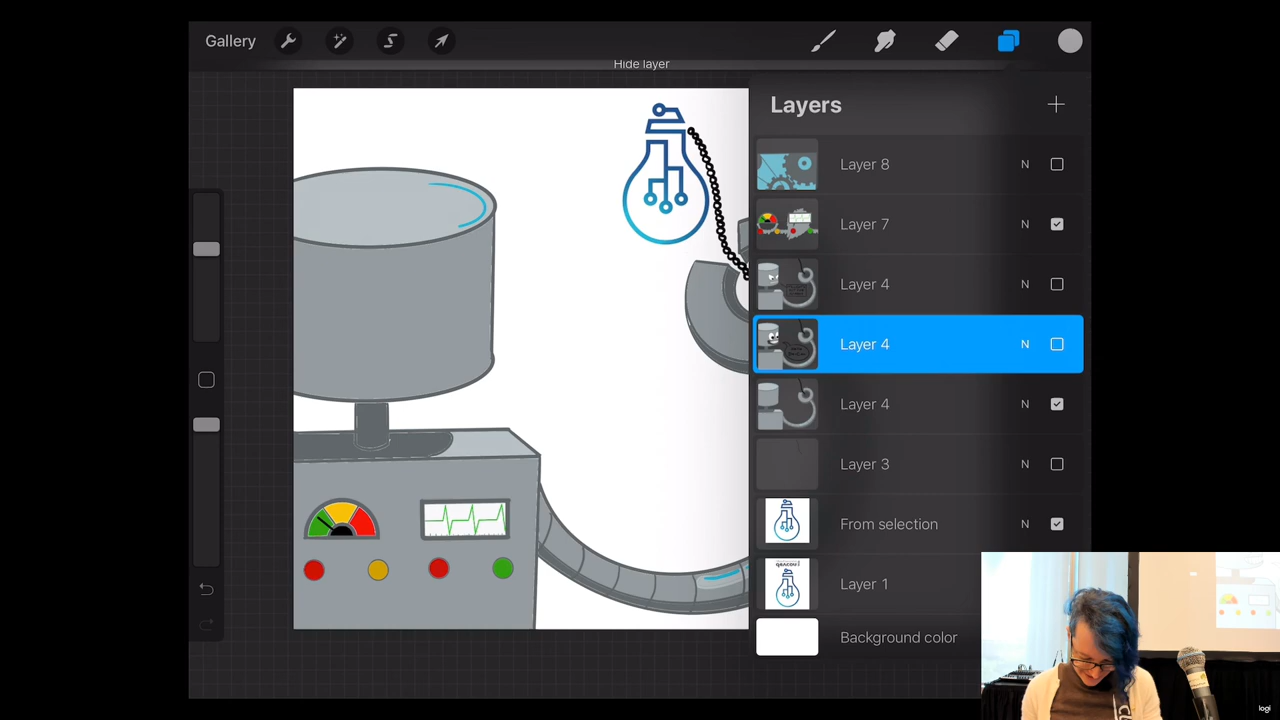 Gallery
Hide layer
Layers
Layer 8 N
Layer 7 N
Layer 4 N
Layer 4 N
Layer 4 N
Layer 3 N
From selection N
Layer 1
Background color
logi